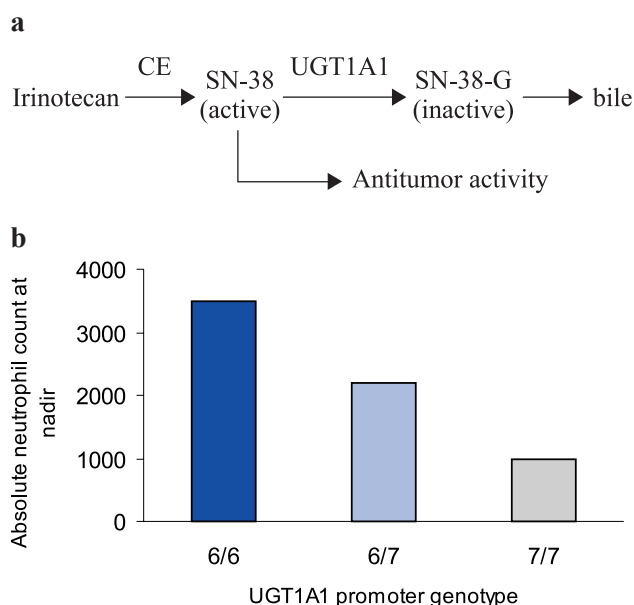 a
CE
UGT1A1
Irinotecan
SN-38
(active)
SN-38-G
(inactive)
bile
Antitumor activity
b
Absolute neutrophil count at
nadir
4000
3000
2000
1000
0
6/6
6/7
7/7
UGT1A1 promoter genotype